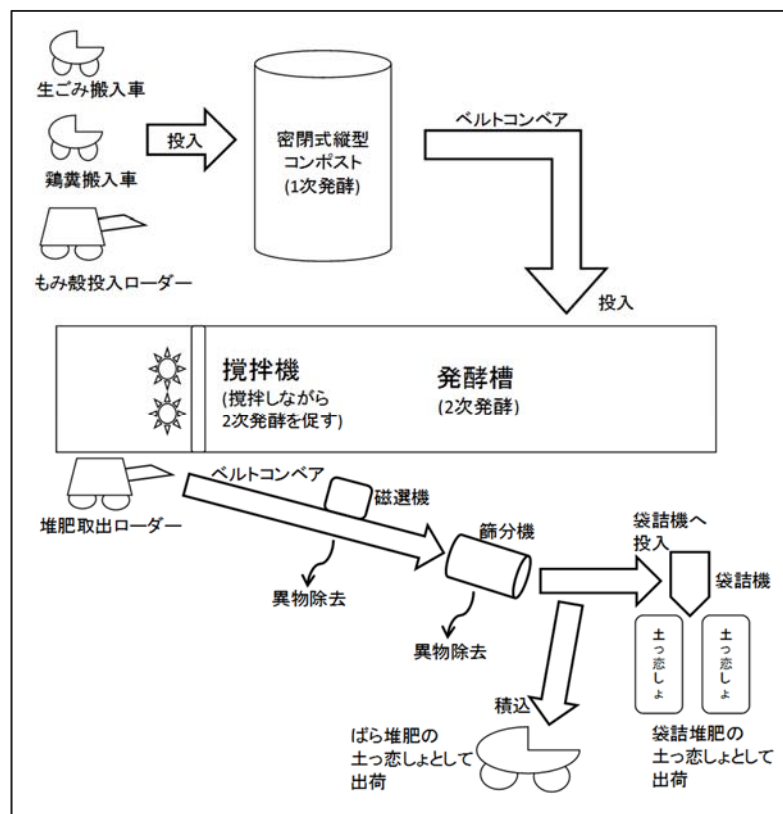 生ごみ搬入車
鶏糞搬入車
もみ殻投入ローダー
投入
密閉式縦型
コンポスト
(1次発酵)
ベルトコンベア
投入
攪拌機
(攪拌しながら
2次発酵を促す)
発酵槽
(2次発酵)
堆肥取出ローダー
ベルトコンベア
磁選機
異物除去
篩分機
異物除去
袋詰機へ
投入
袋詰機
土っ恋しょ
土っ恋しょ
積込
ばら堆肥の
土っ恋しょとして
出荷
袋詰堆肥の
土っ恋しょとして
出荷